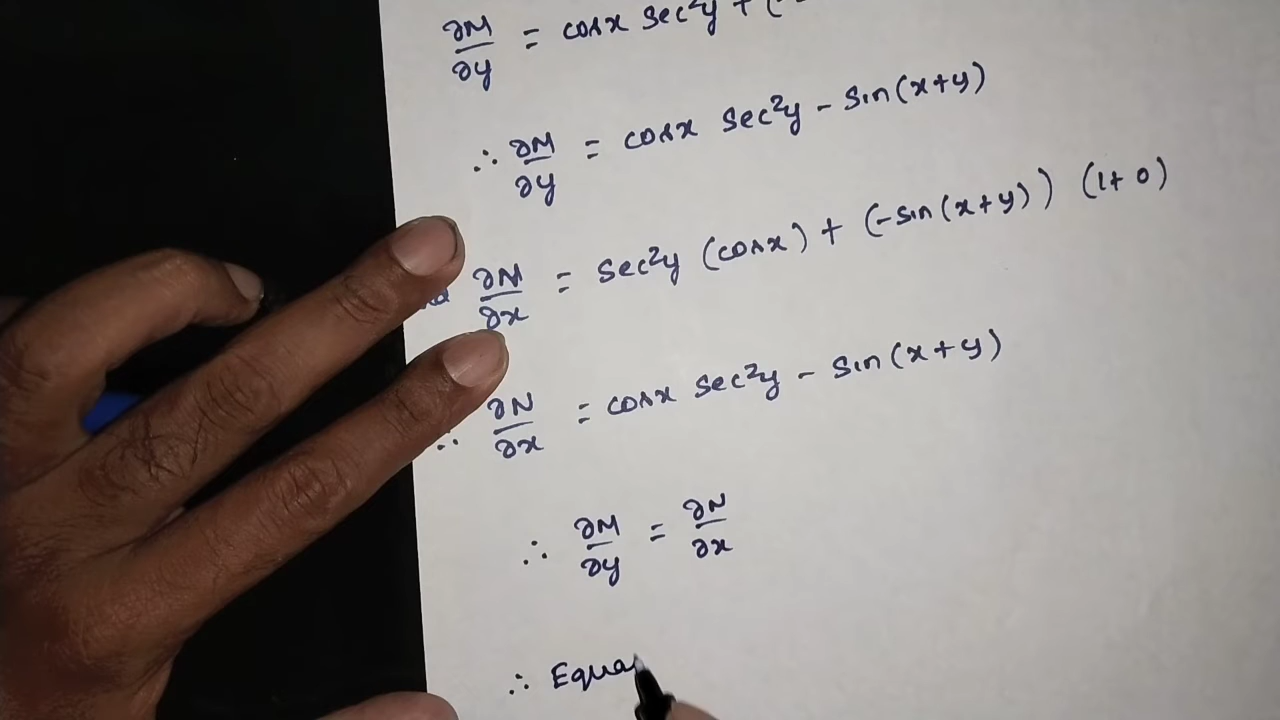 ∂M/∂y = cosx sec²y + (-
∴ ∂M/∂y = cosx sec²y - sin(x+y)
∂N/∂x = sec²y (cosx) + (-sin(x+y)) (1+0)
∴ ∂N/∂x = cosx sec²y - sin(x+y)
∴ ∂M/∂y = ∂N/∂x
∴ Equa